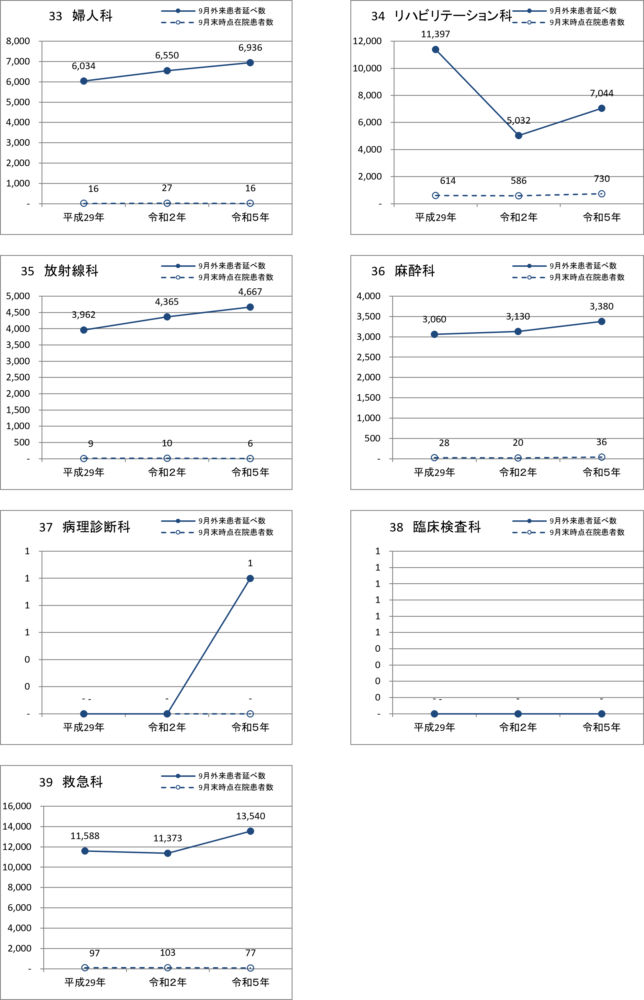 33　婦人科
9月外来患者延べ数
9月末時点在院患者数
8,000
7,000
6,000
5,000
4,000
3,000
2,000
1,000
-
6,034
6,550
6,936
16
27
16
平成29年
令和２年
令和５年
34　リハビリテーション科
9月外来患者延べ数
9月末時点在院患者数
12,000
10,000
8,000
6,000
4,000
2,000
-
11,397
5,032
7,044
614
586
730
平成29年
令和２年
令和５年
35　放射線科
9月外来患者延べ数
9月末時点在院患者数
5,000
4,500
4,000
3,500
3,000
2,500
2,000
1,500
1,000
500
-
3,962
4,365
4,667
9
10
6
平成29年
令和２年
令和５年
36　麻酔科
9月外来患者延べ数
9月末時点在院患者数
4,000
3,500
3,000
2,500
2,000
1,500
1,000
500
-
3,060
3,130
3,380
28
20
36
平成29年
令和２年
令和５年
37　病理診断科
9月外来患者延べ数
9月末時点在院患者数
1
1
1
1
0
0
-
1
- -
-
-
平成29年
令和２年
令和５年
38　臨床検査科
9月外来患者延べ数
9月末時点在院患者数
1
1
1
1
1
1
0
0
0
0
-
- -
-
-
平成29年
令和２年
令和５年
39　救急科
9月外来患者延べ数
9月末時点在院患者数
16,000
14,000
12,000
10,000
8,000
6,000
4,000
2,000
-
11,588
11,373
13,540
97
103
77
平成29年
令和２年
令和５年